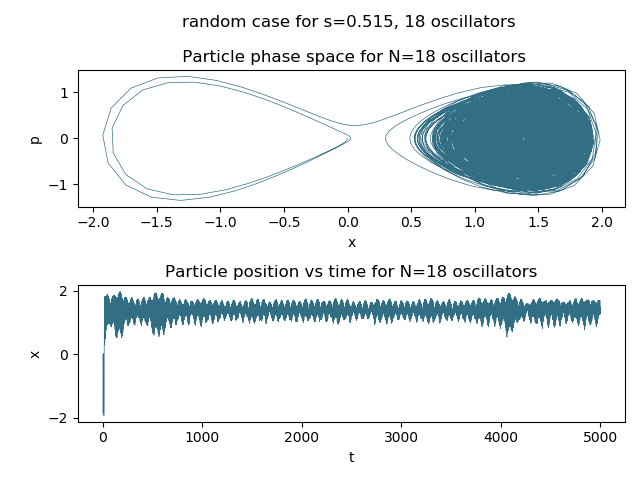 random case for s=0.515, 18 oscillators
Particle phase space for N=18 oscillators
1
0
−1
p
−2.0 −1.5 −1.0 −0.5 0.0 0.5 1.0 1.5 2.0
x
Particle position vs time for N=18 oscillators
2
0
−2
x
0 1000 2000 3000 4000 5000
t